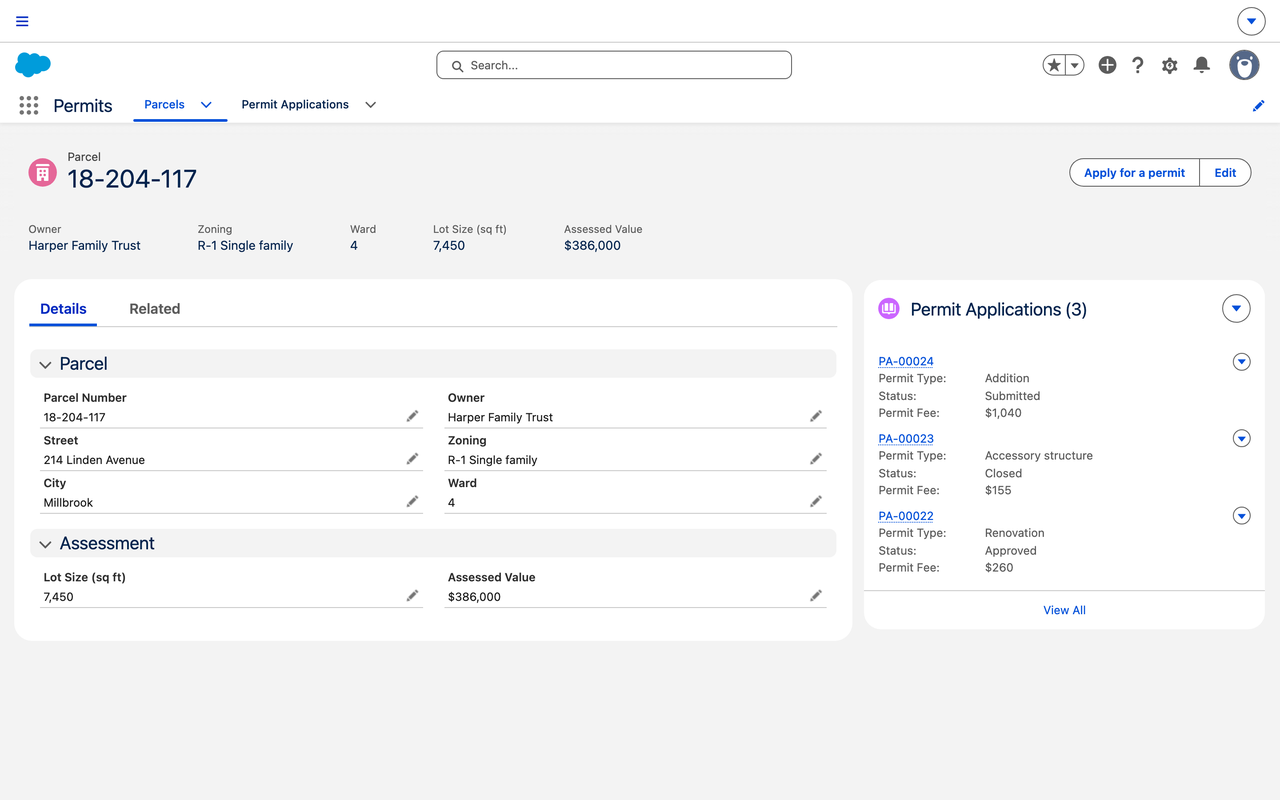 Search...
Permits
Parcels
Permit Applications
Parcel
18-204-117
Apply for a permit
Edit
Owner
Harper Family Trust
Zoning
R-1 Single family
Ward
4
Lot Size (sq ft)
7,450
Assessed Value
$386,000
Details
Related
Parcel
Parcel Number
18-204-117
Owner
Harper Family Trust
Street
214 Linden Avenue
Zoning
R-1 Single family
City
Millbrook
Ward
4
Assessment
Lot Size (sq ft)
7,450
Assessed Value
$386,000
Permit Applications (3)
PA-00024
Permit Type: Addition
Status: Submitted
Permit Fee: $1,040
PA-00023
Permit Type: Accessory structure
Status: Closed
Permit Fee: $155
PA-00022
Permit Type: Renovation
Status: Approved
Permit Fee: $260
View All